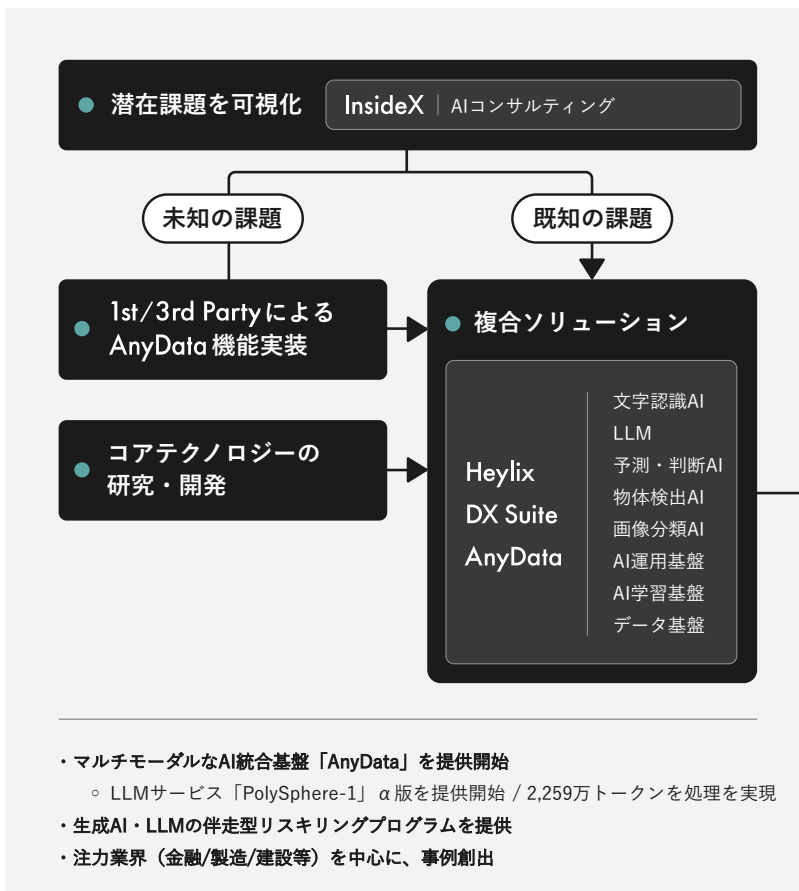 潜在課題を可視化
InsideX | AIコンサルティング
未知の課題
既知の課題
1st/3rd Partyによる
AnyData 機能実装
コアテクノロジーの
研究・開発
複合ソリューション
Heylix
DX Suite
AnyData
文字認識AI
LLM
予測・判断AI
物体検出AI
画像分類AI
AI運用基盤
AI学習基盤
データ基盤
・マルチモーダルなAI統合基盤「AnyData」を提供開始
○ LLMサービス「PolySphere-1」α版を提供開始 / 2,259万トークンを処理を実現
・生成AI・LLMの伴走型リスキリングプログラムを提供
・注力業界（金融/製造/建設等）を中心に、事例創出